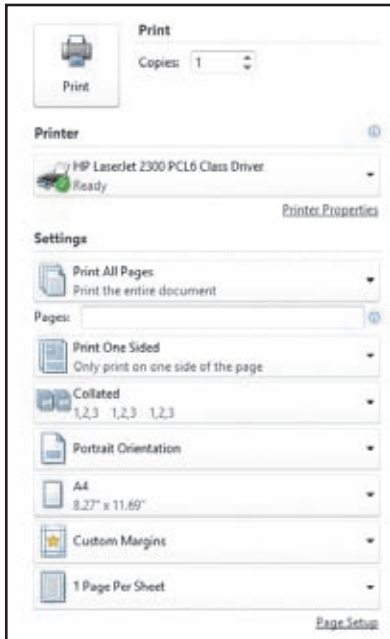 Print
Copies: 1
Print
Printer
HP LaserJet 2300 PCL6 Class Driver
Ready
Printer Properties
Settings
Print All Pages
Print the entire document
Pages:
Print One Sided
Only print on one side of the page
Collated
1,2,3 1,2,3 1,2,3
Portrait Orientation
A4
8.27" x 11.69"
Custom Margins
1 Page Per Sheet
Page Setup